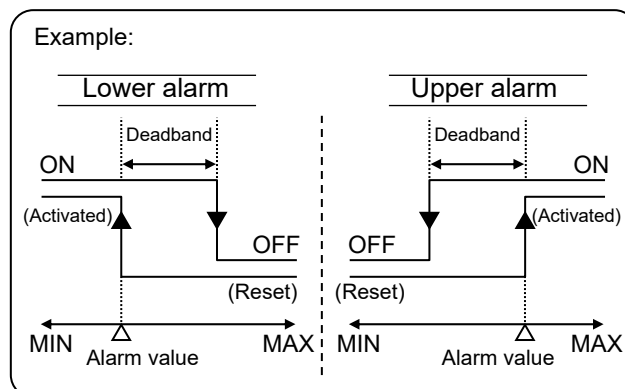 Example:
Lower alarm
Deadband
ON
(Activated)
OFF
(Reset)
MIN
MAX
Alarm value
Upper alarm
Deadband
ON
(Activated)
OFF
(Reset)
MIN
MAX
Alarm value